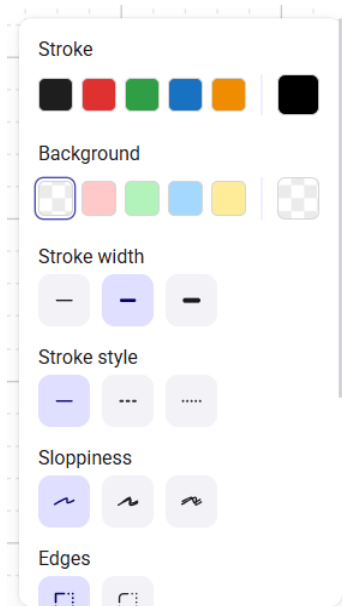 Stroke
Background
Stroke width
Stroke style
Sloppiness
Edges